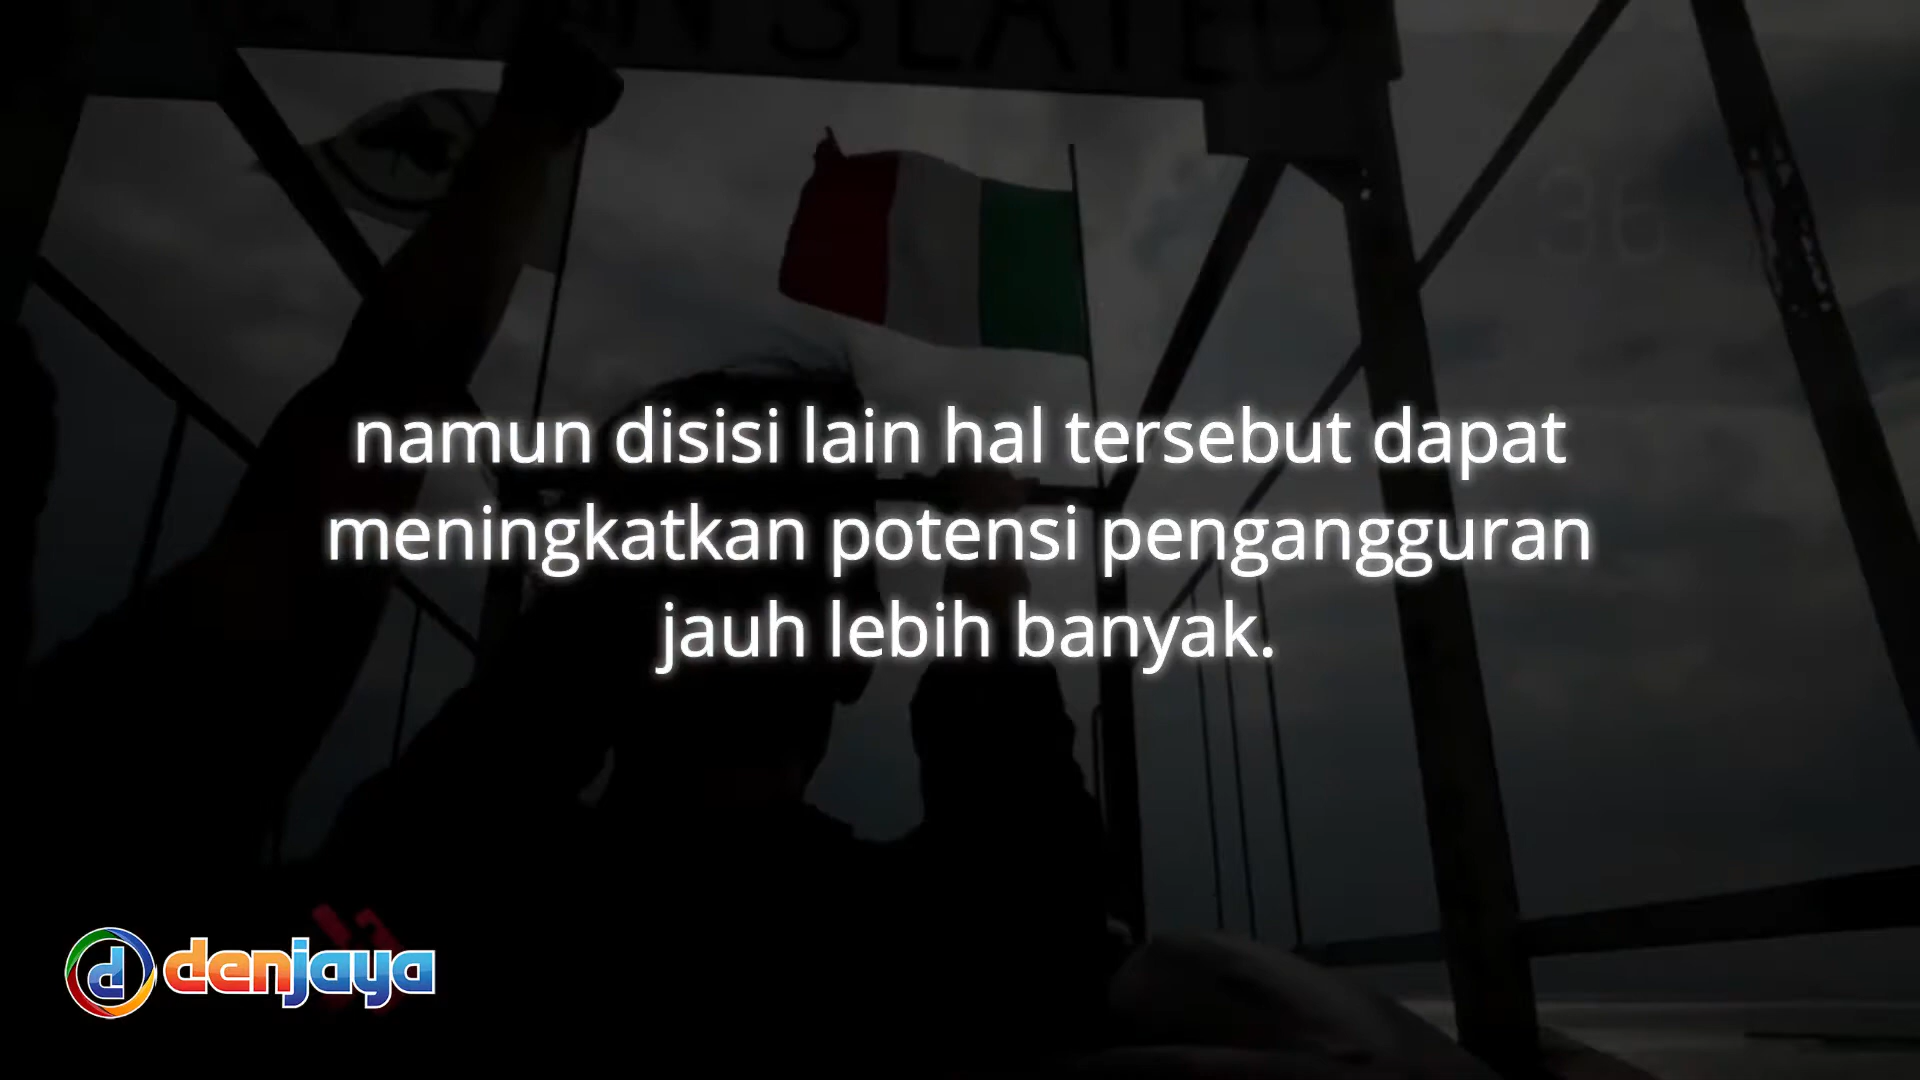 namun disisi lain hal tersebut dapat
meningkatkan potensi pengangguran
jauh lebih banyak.
denjaya